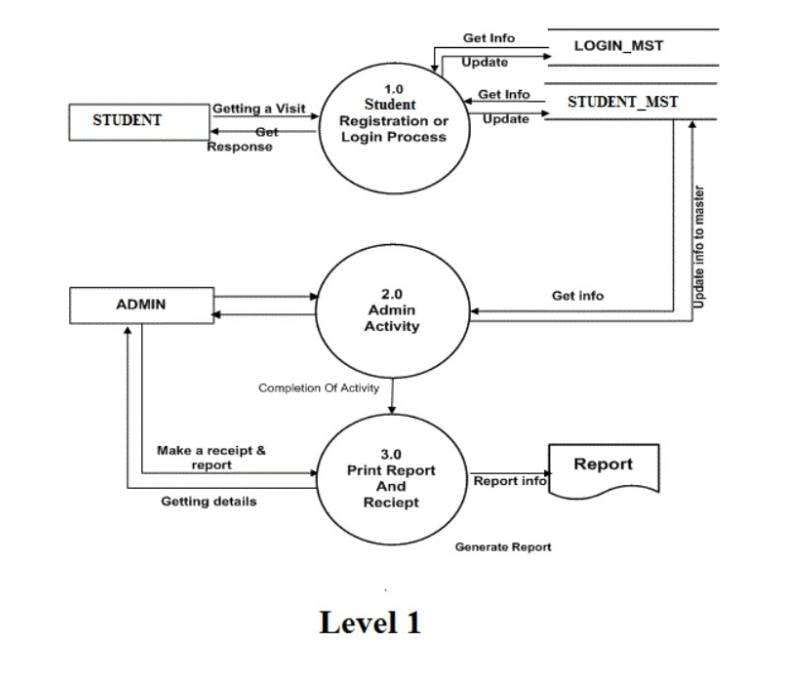 Get Info
LOGIN_MST
Update
1.0
Student
Registration or
Login Process
Get Info
STUDENT_MST
Update
STUDENT
Getting a Visit
Get
Response
Update info to master
ADMIN
2.0
Admin
Activity
Get info
Completion Of Activity
Make a receipt &
report
Getting details
3.0
Print Report
And
Reciept
Report info
Report
Generate Report
Level 1